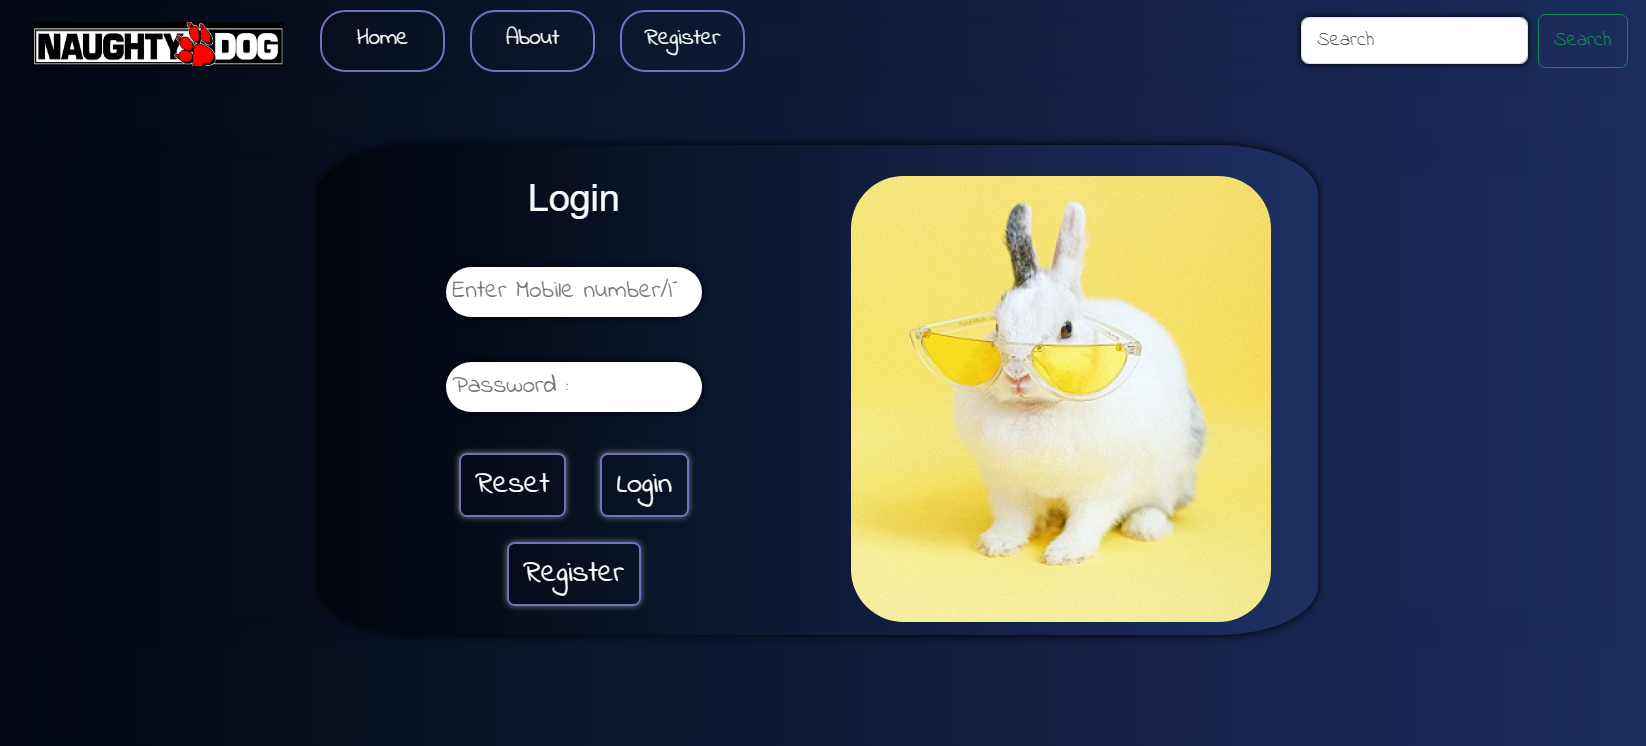 NAUGHTY DOG
Home
About
Register
Search
Search
Login
Enter Mobile number/
Password :
Reset
Login
Register